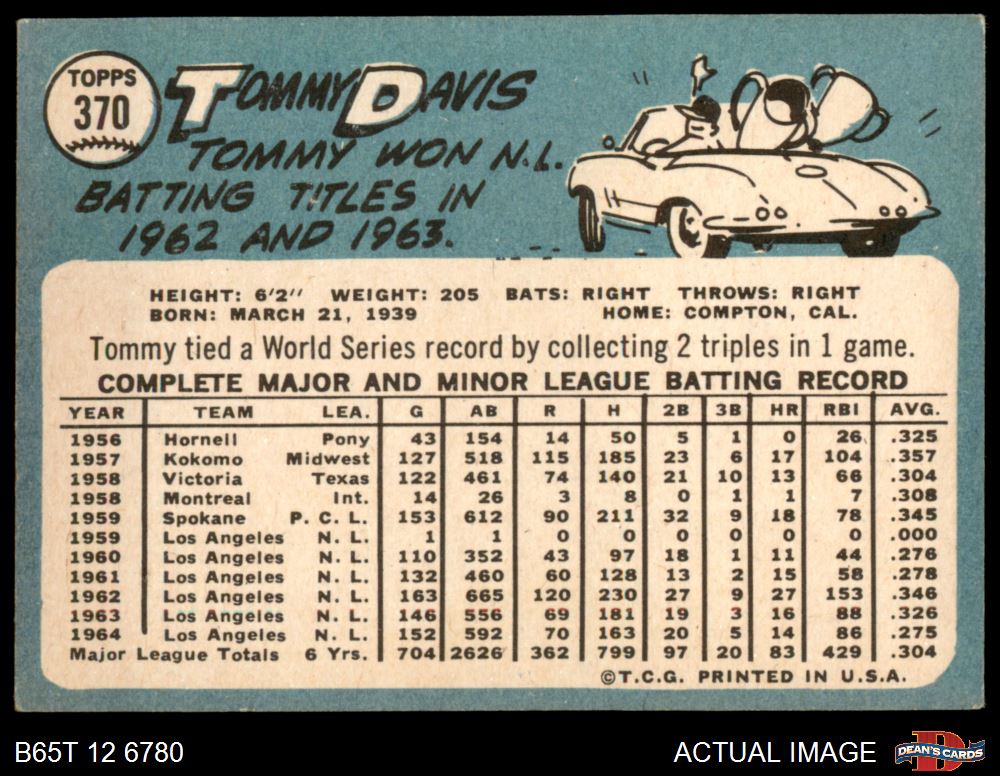 TOPPS
370
TOMMY DAVIS
TOMMY WON N.L.
BATTING TITLES IN
1962 AND 1963.
HEIGHT: 6'2" WEIGHT: 205 BATS: RIGHT THROWS: RIGHT
BORN: MARCH 21, 1939 HOME: COMPTON, CAL.
Tommy tied a World Series record by collecting 2 triples in 1 game.
COMPLETE MAJOR AND MINOR LEAGUE BATTING RECORD
YEAR TEAM LEA. G AB R H 2B 3B HR RBI AVG.
1956 Hornell Pony 43 154 14 50 5 1 0 26 .325
1957 Kokomo Midwest 127 518 115 185 23 6 17 104 .357
1958 Victoria Texas 122 461 74 140 21 10 13 66 .304
1958 Montreal Int. 14 26 3 8 0 1 1 7 .308
1959 Spokane P. C. L. 153 612 90 211 32 9 18 78 .345
1959 Los Angeles N. L. 1 1 0 0 0 0 0 0 .000
1960 Los Angeles N. L. 110 352 43 97 18 1 11 44 .276
1961 Los Angeles N. L. 132 460 60 128 13 2 15 58 .278
1962 Los Angeles N. L. 163 665 120 230 27 9 27 153 .346
1963 Los Angeles N. L. 146 556 69 181 19 3 16 88 .326
1964 Los Angeles N. L. 152 592 70 163 20 5 14 86 .275
Major League Totals 6 Yrs. 704 2626 362 799 97 20 83 429 .304
©T.C.G. PRINTED IN U.S.A.
B65T 12 6780 ACTUAL IMAGE DEAN'S CARDS